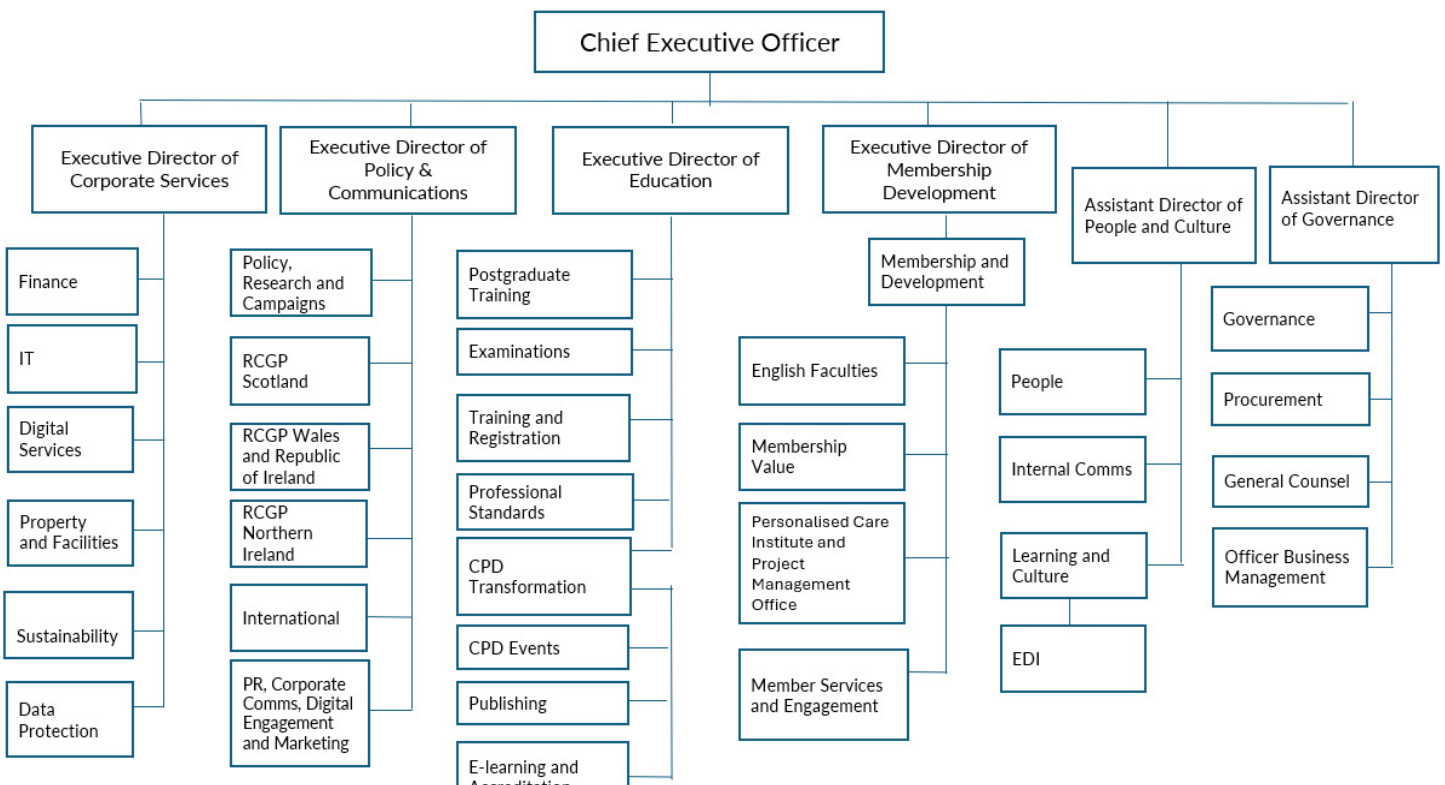 Chief Executive Officer
Executive Director of
Corporate Services
Executive Director of
Policy &
Communications
Executive Director of
Education
Executive Director of
Membership
Development
Assistant Director of
People and Culture
Assistant Director
of Governance
Finance
IT
Digital
Services
Property
and Facilities
Sustainability
Data
Protection
Policy,
Research and
Campaigns
RCGP
Scotland
RCGP Wales
and Republic
of Ireland
RCGP
Northern
Ireland
International
PR, Corporate
Comms, Digital
Engagement
and Marketing
Postgraduate
Training
Examinations
Training and
Registration
Professional
Standards
CPD
Transformation
CPD Events
Publishing
E-learning and
Accreditation
Membership and
Development
English Faculties
Membership
Value
Personalised Care
Institute and
Project
Management
Office
Member Services
and Engagement
People
Internal Comms
Learning and
Culture
EDI
Governance
Procurement
General Counsel
Officer Business
Management